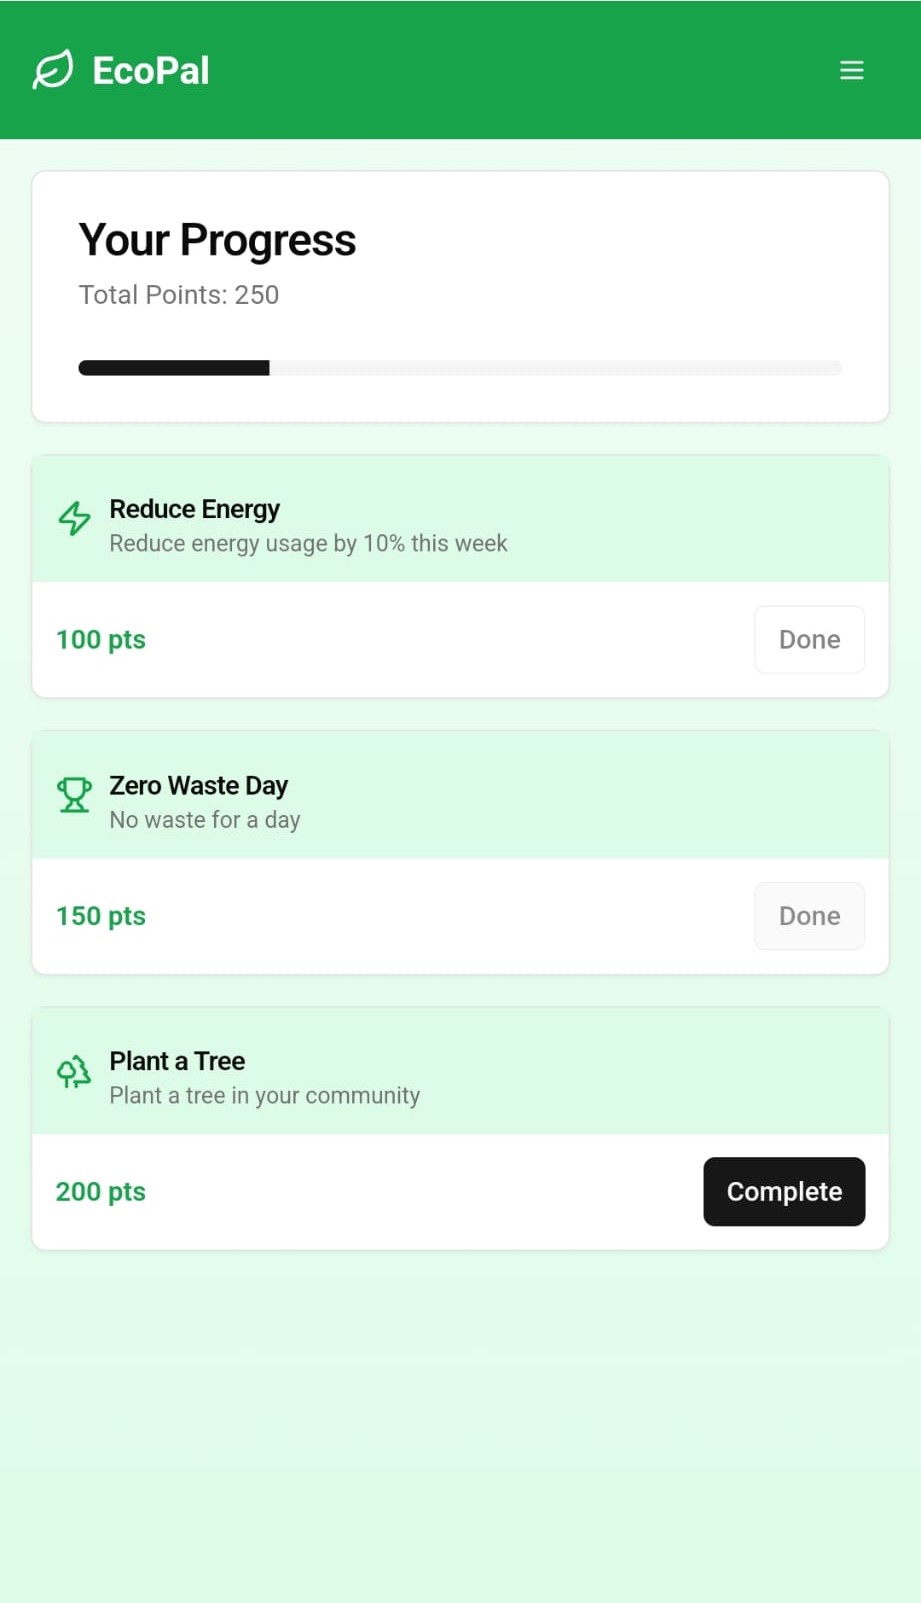 EcoPal
Your Progress
Total Points: 250
Reduce Energy
Reduce energy usage by 10% this week
100 pts
Done
Zero Waste Day
No waste for a day
150 pts
Done
Plant a Tree
Plant a tree in your community
200 pts
Complete